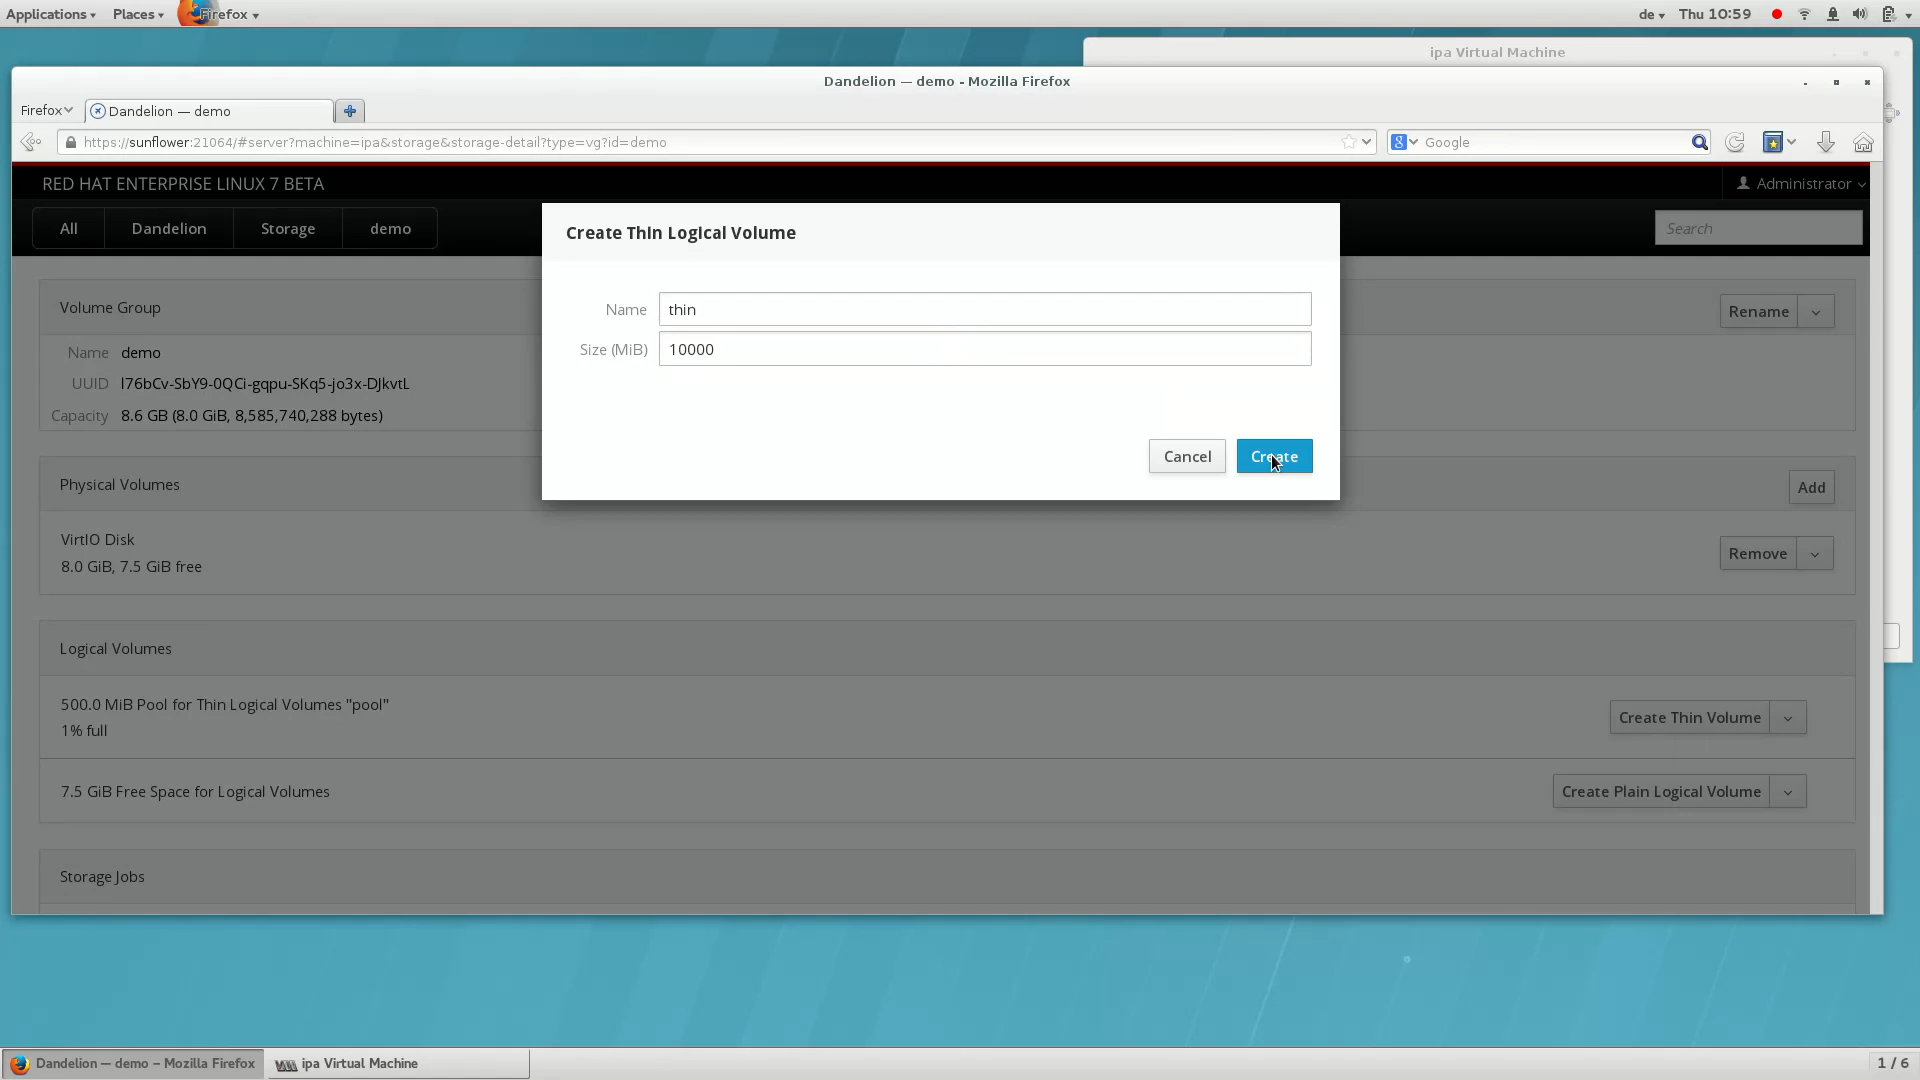 Applications Places Firefox de Thu 10:59
ipa Virtual Machine
Dandelion — demo - Mozilla Firefox
Firefox Dandelion — demo
https://sunflower:21064/#server?machine=ipa&storage&storage-detail?type=vg?id=demo Google
RED HAT ENTERPRISE LINUX 7 BETA Administrator
All Dandelion Storage demo Search
Create Thin Logical Volume
Name thin
Size (MiB) 10000
Cancel Create
Volume Group Rename
Name demo
UUID l76bCv-SbY9-0QCi-gqpu-SKq5-jo3x-DJkvtL
Capacity 8.6 GB (8.0 GiB, 8,585,740,288 bytes)
Physical Volumes Add
VirtIO Disk
8.0 GiB, 7.5 GiB free Remove
Logical Volumes
500.0 MiB Pool for Thin Logical Volumes "pool"
1% full Create Thin Volume
7.5 GiB Free Space for Logical Volumes Create Plain Logical Volume
Storage Jobs
Dandelion — demo - Mozilla Firefox ipa Virtual Machine 1 / 6